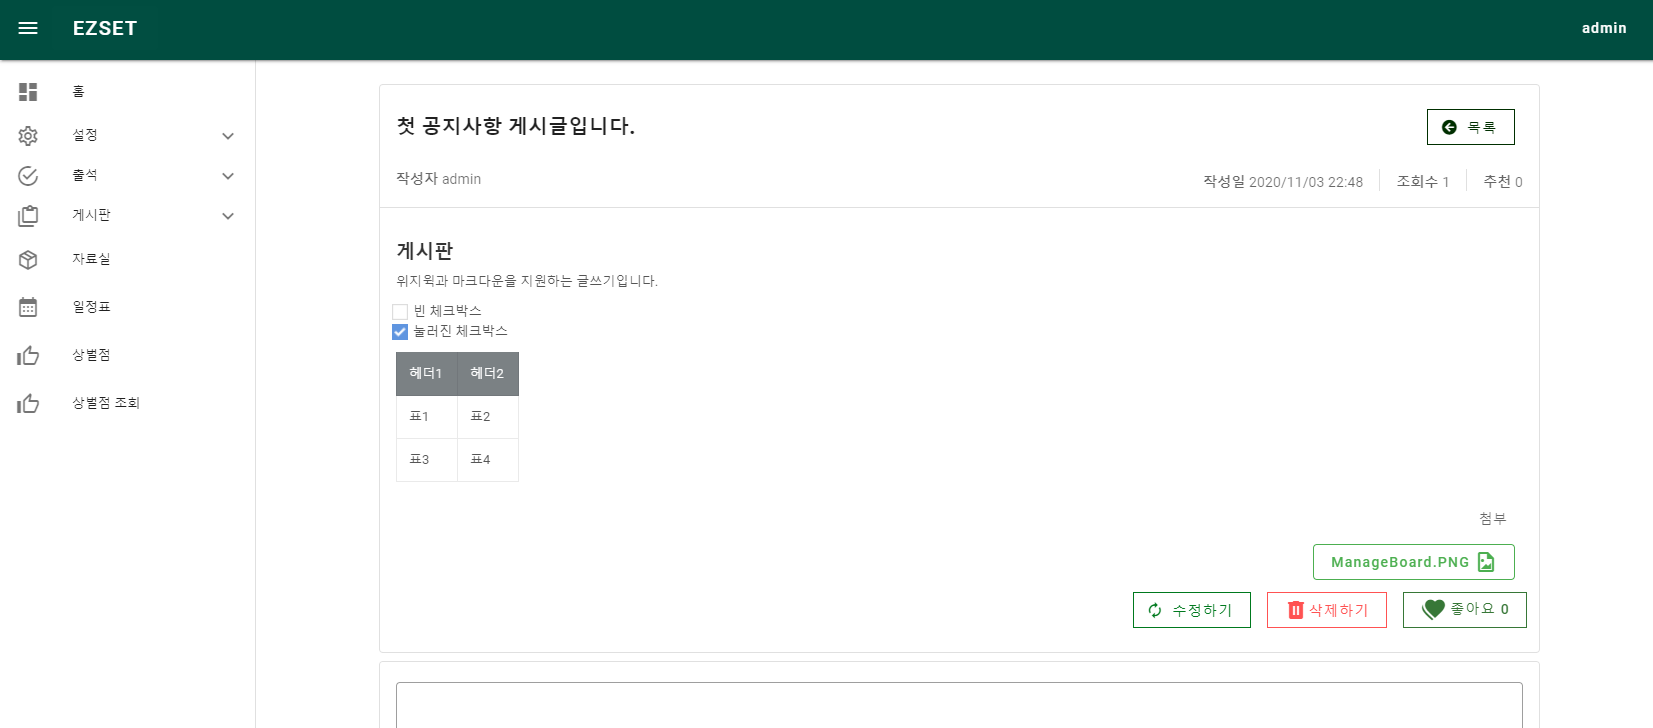 EZSET
admin
홈
설정
출석
게시판
자료실
일정표
상벌점
상벌점 조회
첫 공지사항 게시글입니다.
목록
작성자 admin
작성일 2020/11/03 22:48 조회수 1 추천 0
게시판
위지윅과 마크다운을 지원하는 글쓰기입니다.
빈 체크박스
눌러진 체크박스
헤더1 헤더2
표1 표2
표3 표4
첨부
ManageBoard.PNG
수정하기 삭제하기 좋아요 0